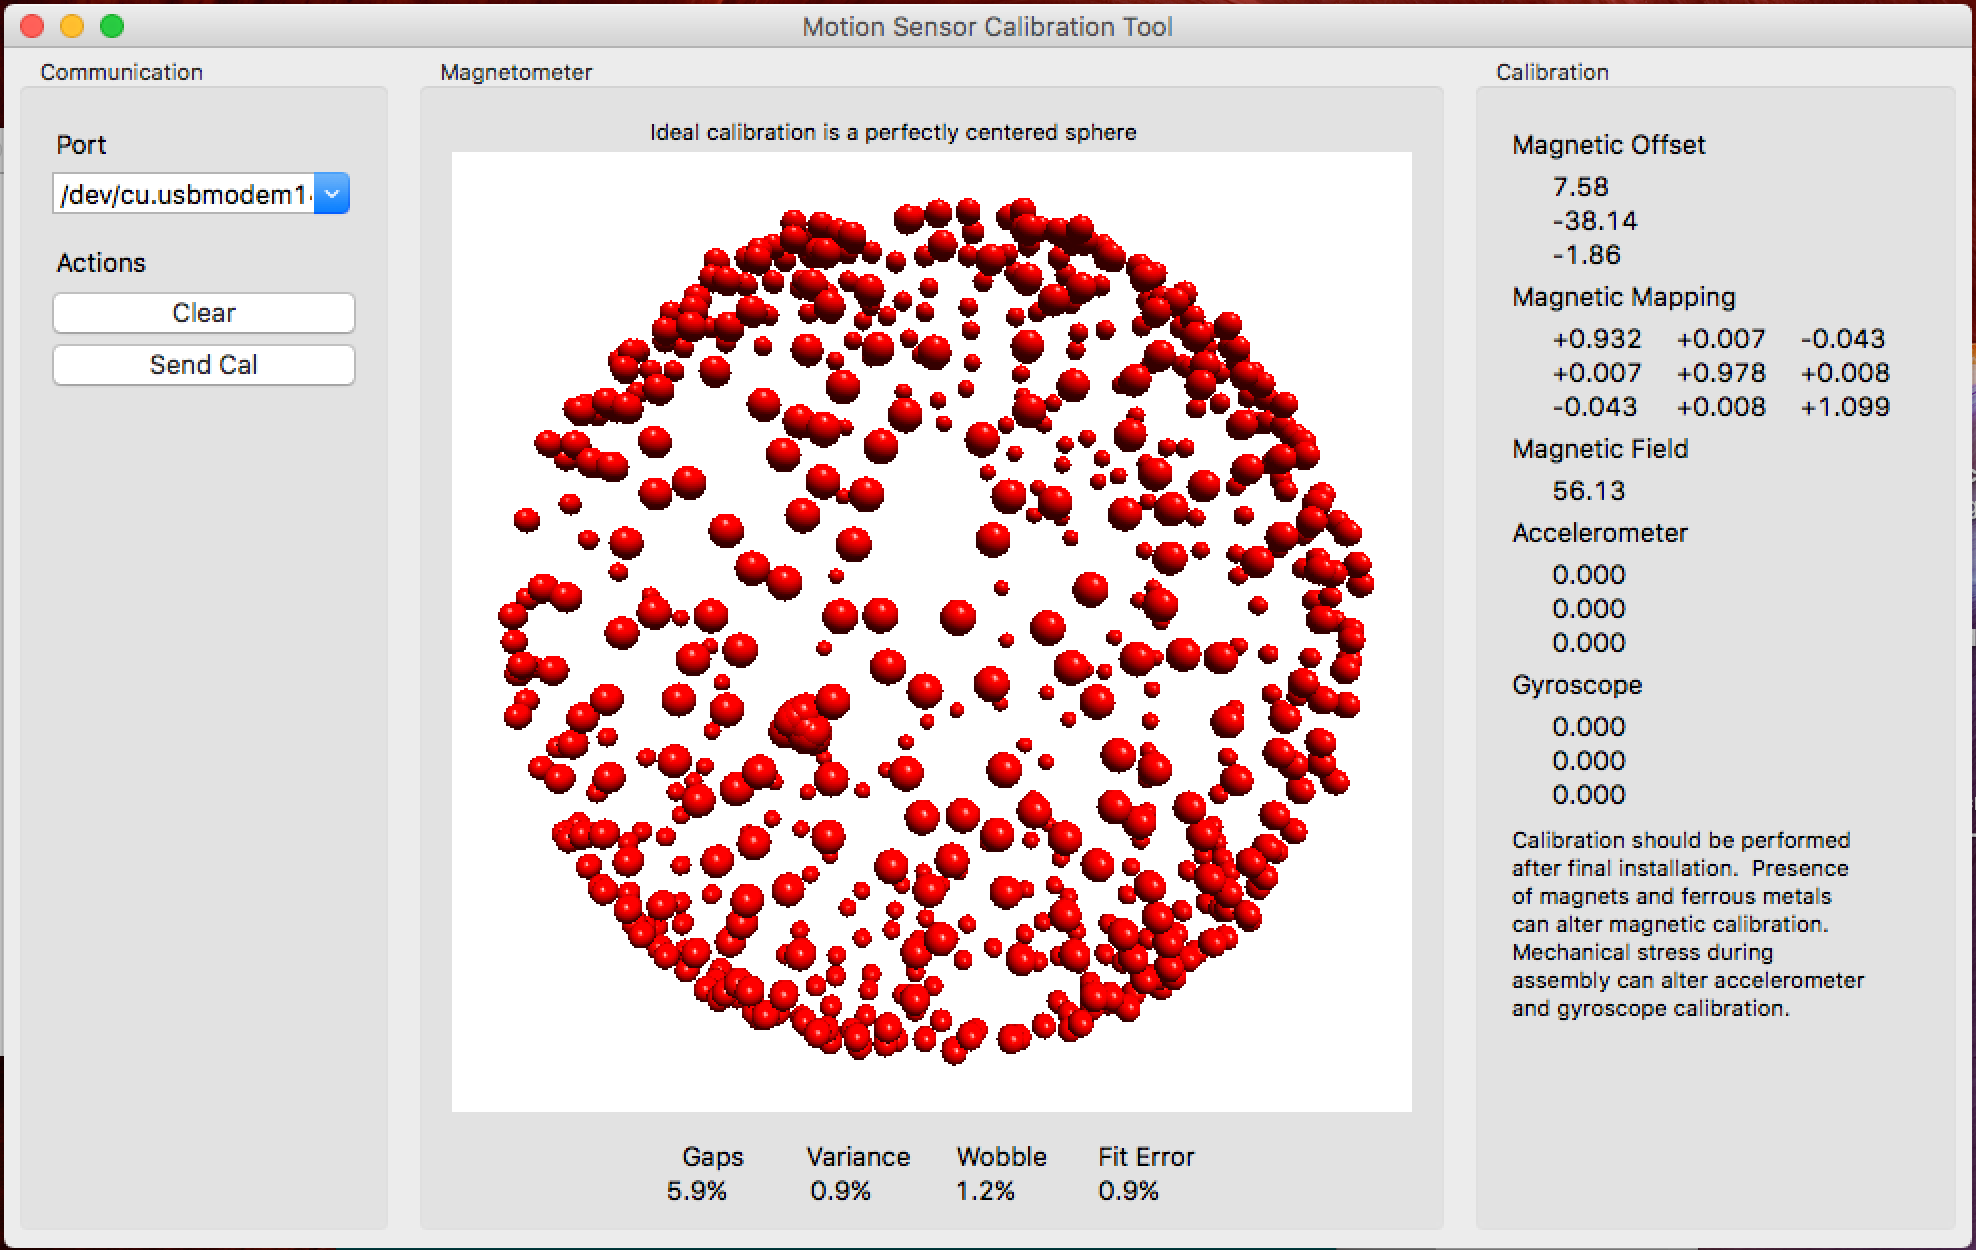 Motion Sensor Calibration Tool
Communication
Port
/dev/cu.usbmodem1
Actions
Clear
Send Cal
Magnetometer
Ideal calibration is a perfectly centered sphere
Gaps Variance Wobble Fit Error
5.9% 0.9% 1.2% 0.9%
Calibration
Magnetic Offset
7.58
-38.14
-1.86
Magnetic Mapping
+0.932 +0.007 -0.043
+0.007 +0.978 +0.008
-0.043 +0.008 +1.099
Magnetic Field
56.13
Accelerometer
0.000
0.000
0.000
Gyroscope
0.000
0.000
0.000
Calibration should be performed
after final installation. Presence
of magnets and ferrous metals
can alter magnetic calibration.
Mechanical stress during
assembly can alter accelerometer
and gyroscope calibration.